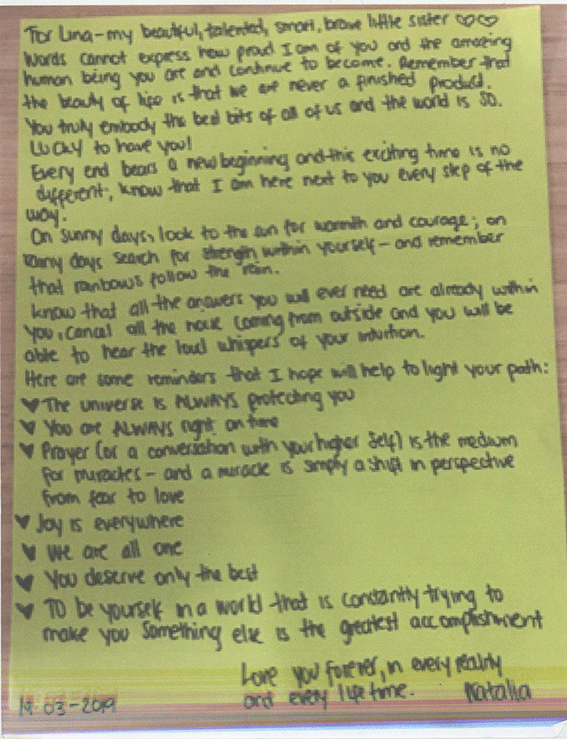 For Luna-my beautiful, talented, smart, brave little sister ♡♡
Words cannot express how proud I am of you and the amazing
human being you are and continue to become. Remember that
the beauty of life is that we are never a finished product.
You truly embody the best bits of all of us and the world is SO.
LUCKY to have you!
Every end bears a new beginning and this exciting time is no
different; know that I am here next to you every step of the
way.
On sunny days, look to the sun for warmth and courage; on
rainy days search for strength within yourself - and remember
that rainbows follow the rain.
Know that all the answers you will ever need are already within
you. Cancel all the noise coming from outside and you will be
able to hear the loud whispers of your intuition.
Here are some reminders that I hope will help to light your path:
♥ The universe is ALWAYS protecting you
♥ You are ALWAYS right on time
♥ Prayer (or a conversation with your higher self) is the medium
for miracles - and a miracle is simply a shift in perspective
from fear to love
♥ Joy is everywhere
♥ We are all one
♥ You deserve only the best
♥ To be yourself in a world that is constantly trying to
make you something else is the greatest accomplishment
Love you forever, in every reality
and every lifetime. Natalia
19-03-2019